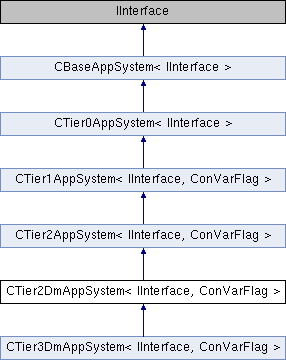 IInterface
CBaseAppSystem< IInterface >
CTier0AppSystem< IInterface >
CTier1AppSystem< IInterface, ConVarFlag >
CTier2AppSystem< IInterface, ConVarFlag >
CTier2DmAppSystem< IInterface, ConVarFlag >
CTier3DmAppSystem< IInterface, ConVarFlag >